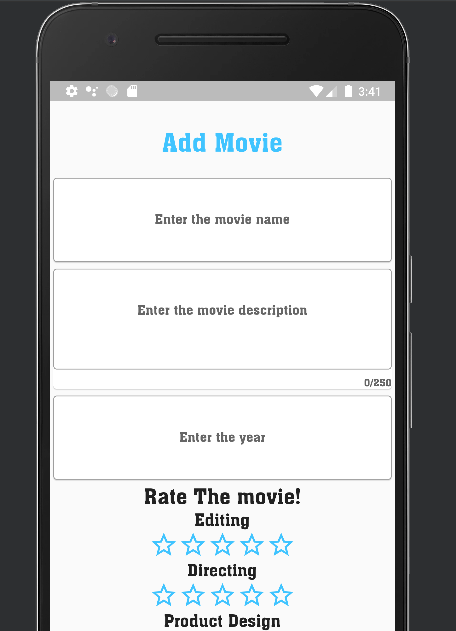 3:41
Add Movie
Enter the movie name
Enter the movie description
0/250
Enter the year
Rate The movie!
Editing
Directing
Product Design